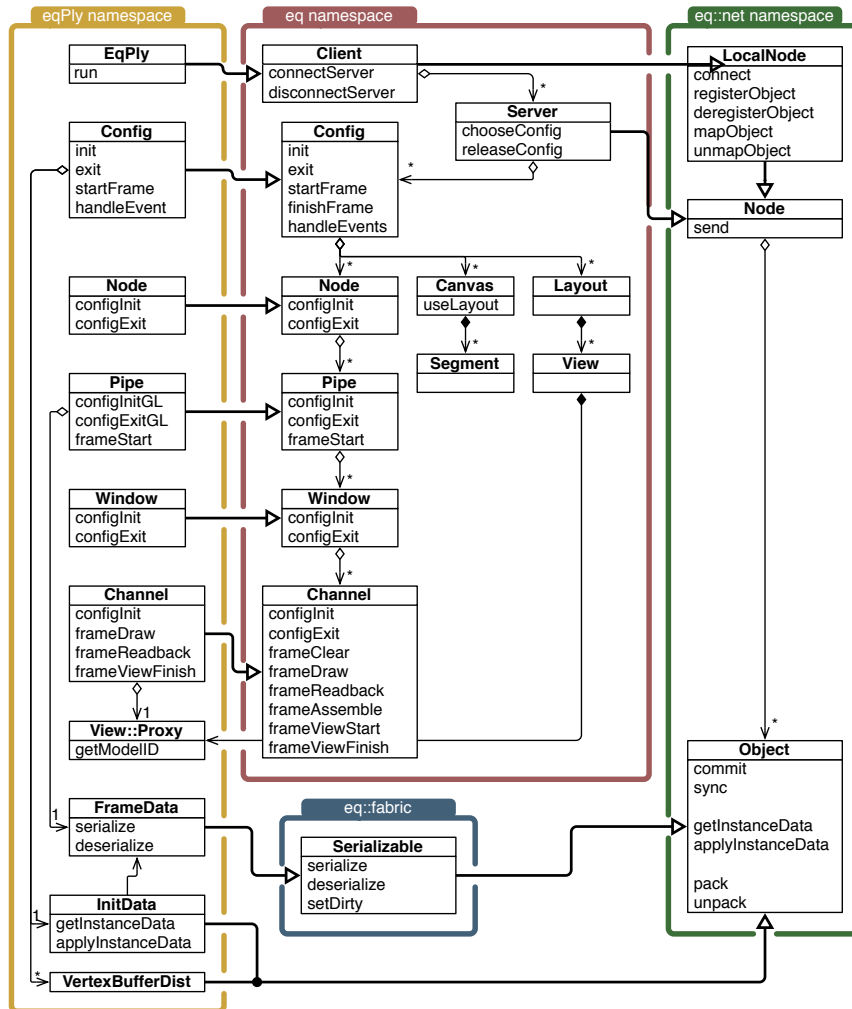 eqPly namespace
eq namespace
eq::net namespace
EqPly
run
Client
connectServer
disconnectServer
*
LocalNode
connect
registerObject
deregisterObject
mapObject
unmapObject
Server
chooseConfig
releaseConfig
Config
init
exit
startFrame
handleEvent
Config
init
exit
startFrame
finishFrame
handleEvents
*
Node
send
*
*
*
Node
configInit
configExit
Node
configInit
configExit
Canvas
useLayout
Layout
*
*
*
Segment
View
Pipe
configInitGL
configExitGL
frameStart
Pipe
configInit
configExit
frameStart
*
Window
configInit
configExit
Window
configInit
configExit
*
Channel
configInit
frameDraw
frameReadback
frameViewFinish
Channel
configInit
configExit
frameClear
frameDraw
frameReadback
frameAssemble
frameViewStart
frameViewFinish
1
View::Proxy
getModelID
*
Object
commit
sync
getInstanceData
applyInstanceData
pack
unpack
eq::fabric
1
FrameData
serialize
deserialize
Serializable
serialize
deserialize
setDirty
InitData
1
getInstanceData
applyInstanceData
*
VertexBufferDist